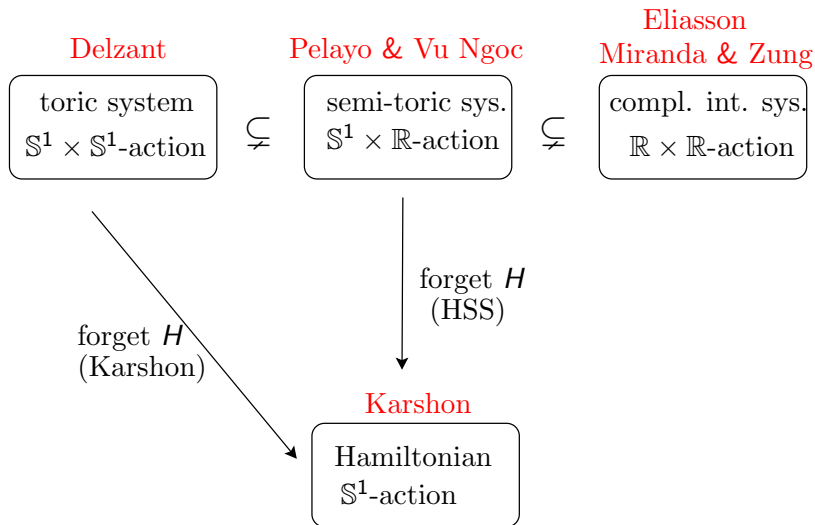 Delzant
Pelayo & Vu Ngoc
Eliasson
Miranda & Zung
toric system
𝕊¹ × 𝕊¹-action
⊊
semi-toric sys.
𝕊¹ × ℝ-action
⊊
compl. int. sys.
ℝ × ℝ-action
forget H
(HSS)
forget H
(Karshon)
Karshon
Hamiltonian
𝕊¹-action